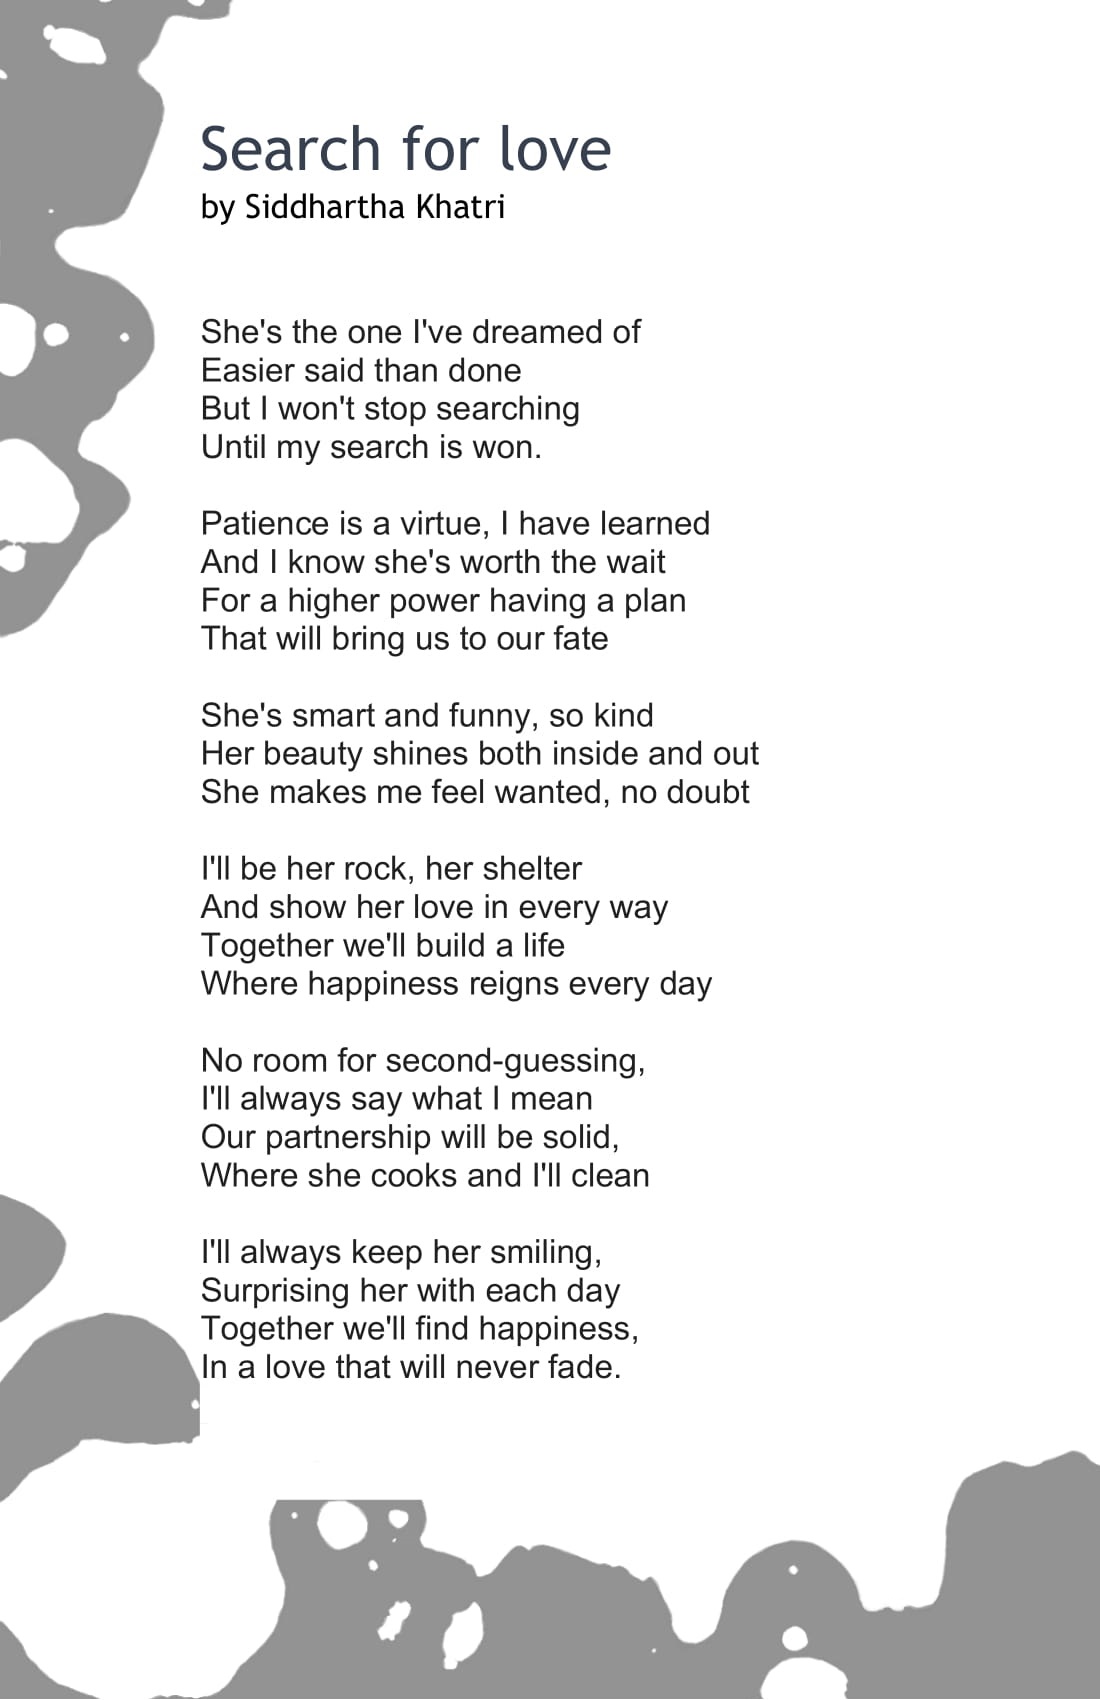 Search for love
by Siddhartha Khatri
She's the one I've dreamed of
Easier said than done
But I won't stop searching
Until my search is won.
Patience is a virtue, I have learned
And I know she's worth the wait
For a higher power having a plan
That will bring us to our fate
She's smart and funny, so kind
Her beauty shines both inside and out
She makes me feel wanted, no doubt
I'll be her rock, her shelter
And show her love in every way
Together we'll build a life
Where happiness reigns every day
No room for second-guessing,
I'll always say what I mean
Our partnership will be solid,
Where she cooks and I'll clean
I'll always keep her smiling,
Surprising her with each day
Together we'll find happiness,
In a love that will never fade.